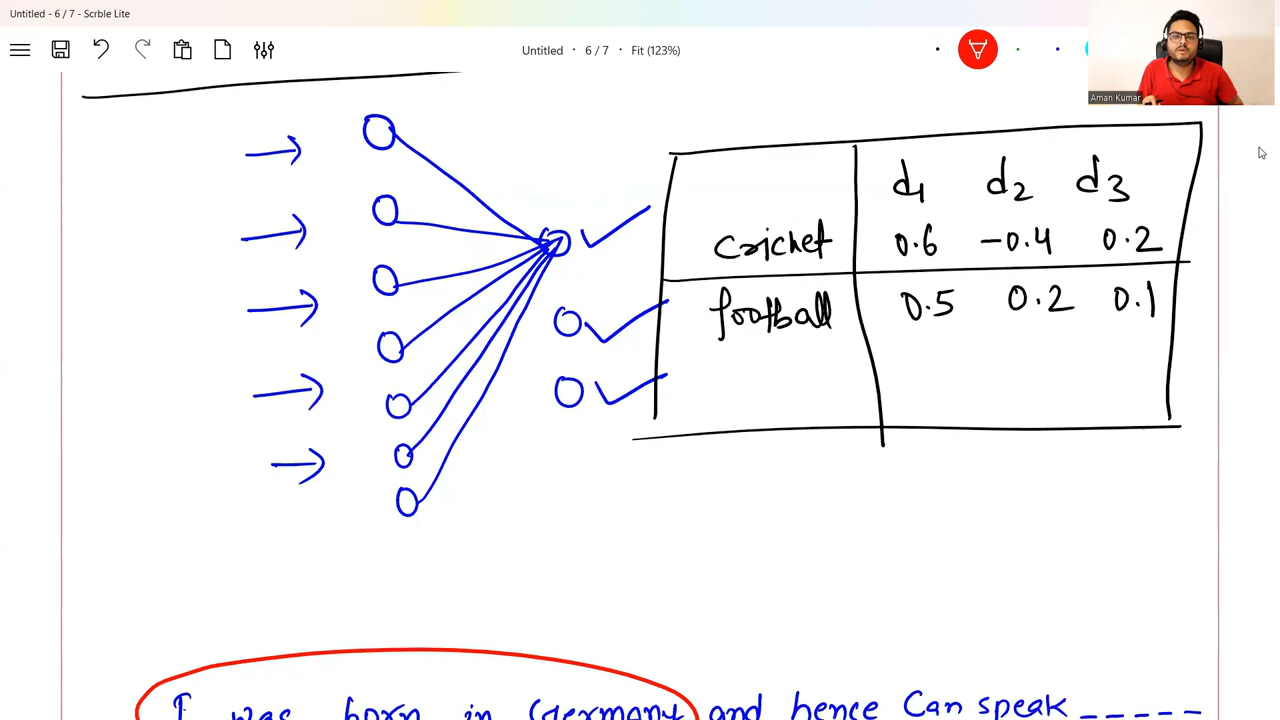 Untitled - 6 / 7 - Scrble Lite
Untitled • 6 / 7 • Fit (123%)
Aman Kumar
d1 d2 d3
cricket 0.6 -0.4 0.2
football 0.5 0.2 0.1
I was born in Germany and hence Can speak _ _ _ _ _